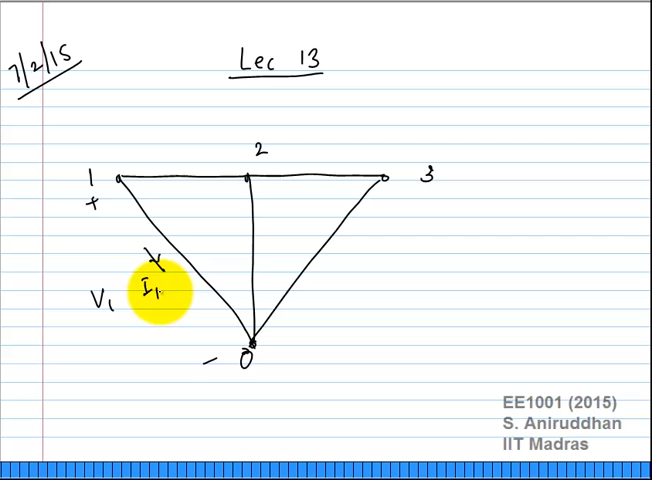 7/2/15
Lec 13
2
1
3
+
I1
V1
- 0
EE1001 (2015)
S. Aniruddhan
IIT Madras